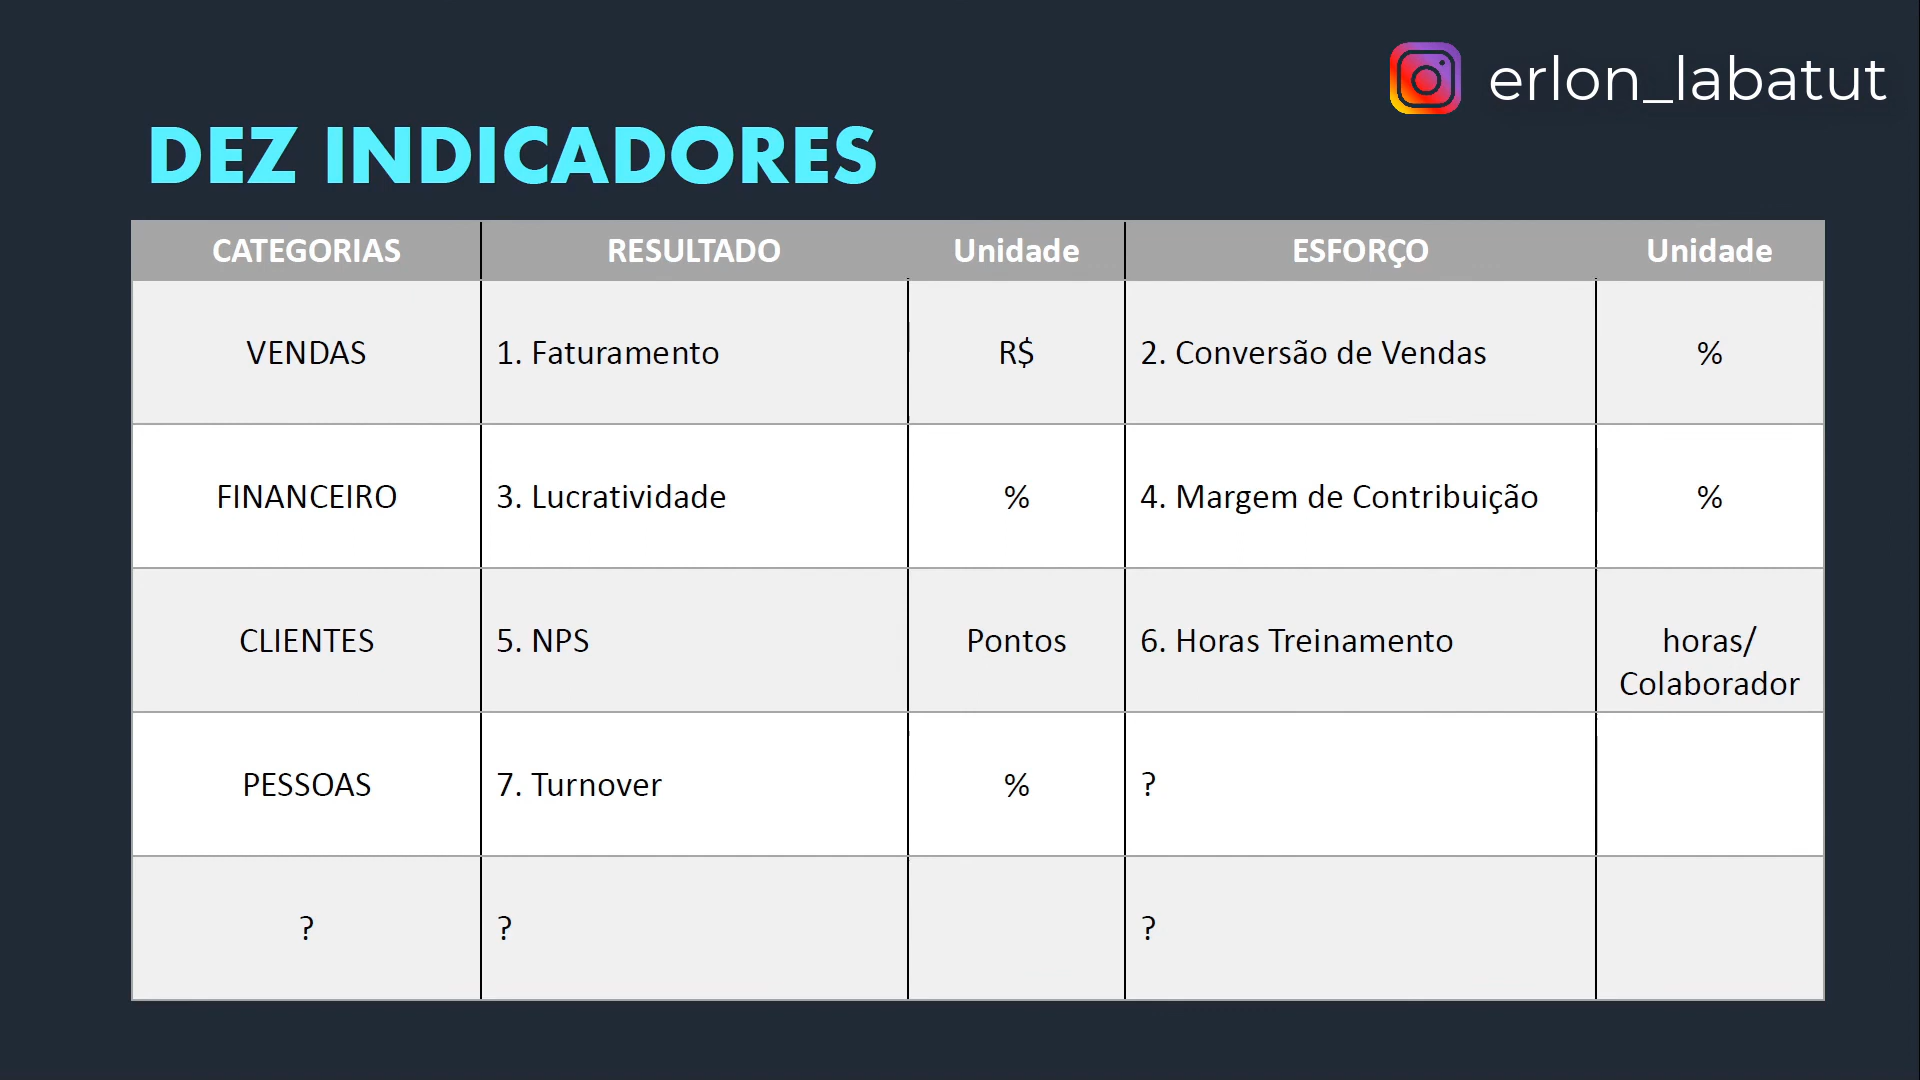 erlon_labatut
DEZ INDICADORES
CATEGORIAS RESULTADO Unidade ESFORÇO Unidade
VENDAS 1. Faturamento R$ 2. Conversão de Vendas %
FINANCEIRO 3. Lucratividade % 4. Margem de Contribuição %
CLIENTES 5. NPS Pontos 6. Horas Treinamento horas/
Colaborador
PESSOAS 7. Turnover % ?
? ? ?